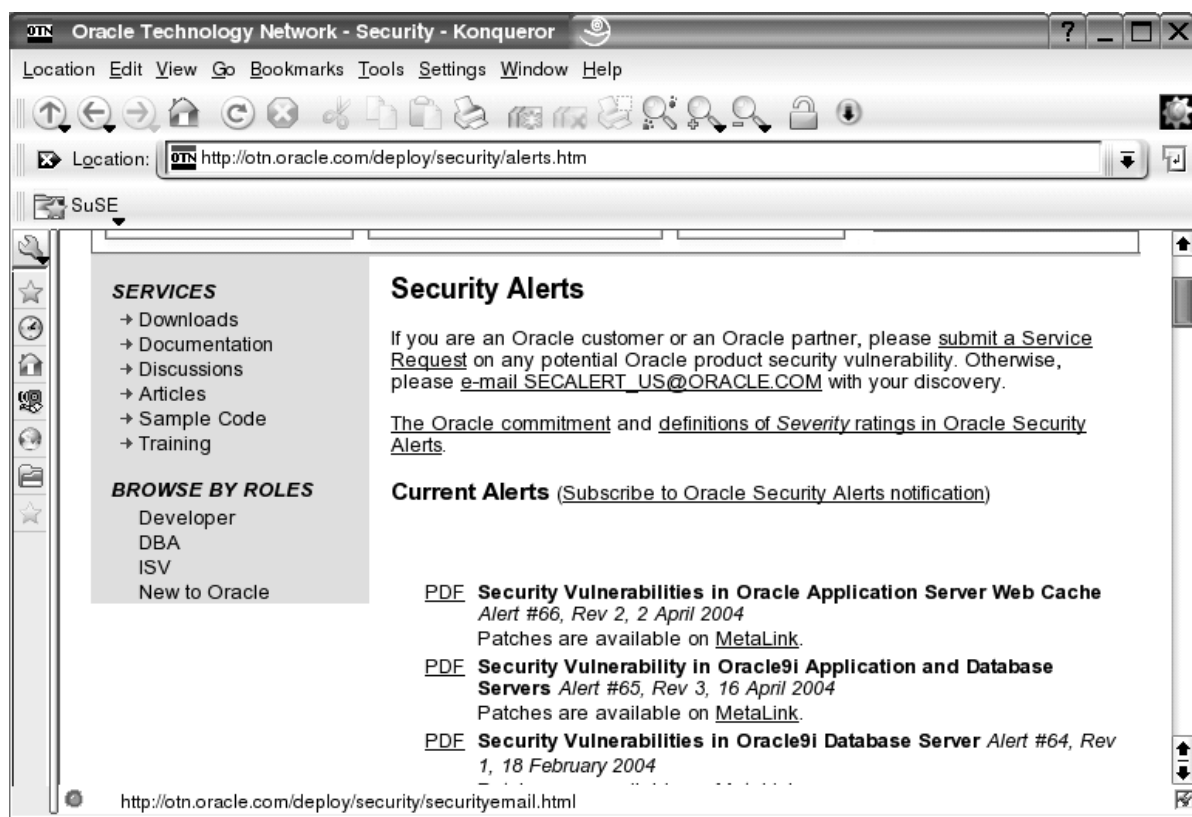 OTN Oracle Technology Network - Security - Konqueror ?
Location Edit View Go Bookmarks Tools Settings Window Help
Location: OTN http://otn.oracle.com/deploy/security/alerts.htm
SuSE
SERVICES
→ Downloads
→ Documentation
→ Discussions
→ Articles
→ Sample Code
→ Training
BROWSE BY ROLES
Developer
DBA
ISV
New to Oracle
Security Alerts
If you are an Oracle customer or an Oracle partner, please submit a Service
Request on any potential Oracle product security vulnerability. Otherwise,
please e-mail SECALERT_US@ORACLE.COM with your discovery.
The Oracle commitment and definitions of Severity ratings in Oracle Security
Alerts.
Current Alerts (Subscribe to Oracle Security Alerts notification)
PDF Security Vulnerabilities in Oracle Application Server Web Cache
Alert #66, Rev 2, 2 April 2004
Patches are available on MetaLink.
PDF Security Vulnerability in Oracle9i Application and Database
Servers Alert #65, Rev 3, 16 April 2004
Patches are available on MetaLink.
PDF Security Vulnerabilities in Oracle9i Database Server Alert #64, Rev
1, 18 February 2004
http://otn.oracle.com/deploy/security/securityemail.html